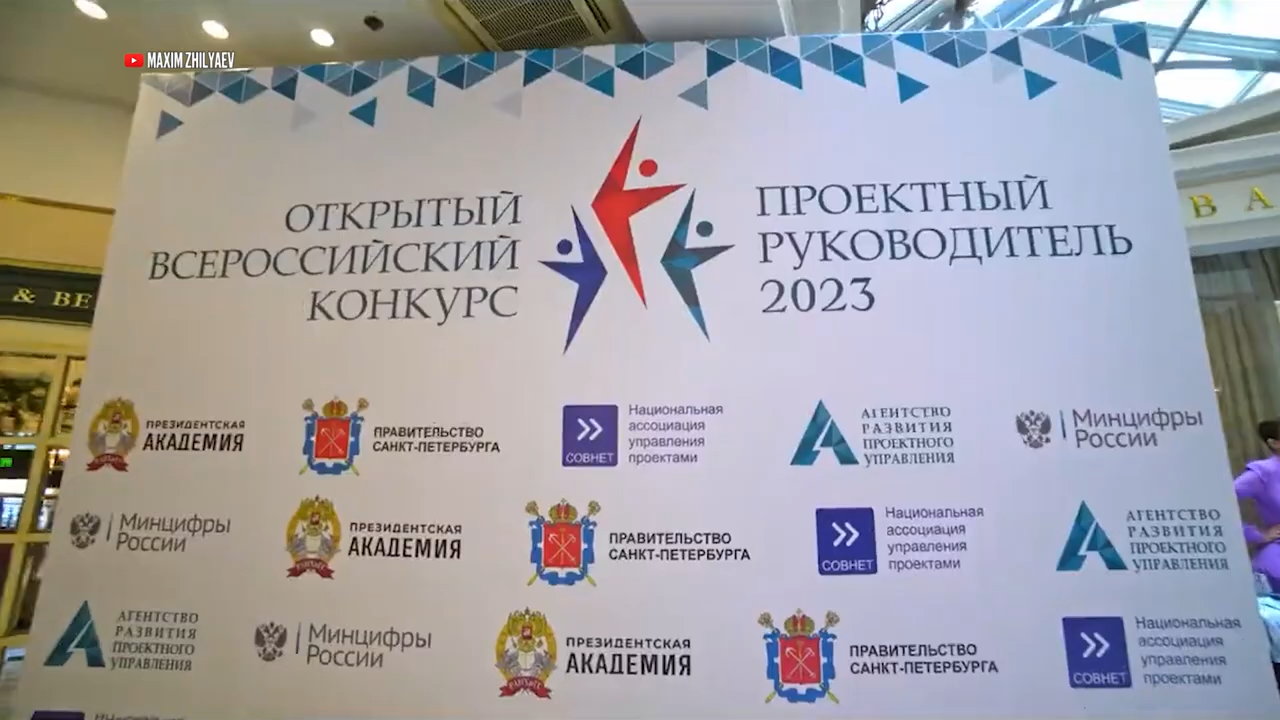 MAXIM ZHILYAEV
ОТКРЫТЫЙ
ВСЕРОССИЙСКИЙ
КОНКУРС
ПРОЕКТНЫЙ
РУКОВОДИТЕЛЬ
2023
& BE
ВА
ПРЕЗИДЕНТСКАЯ
АКАДЕМИЯ
ПРАВИТЕЛЬСТВО
САНКТ-ПЕТЕРБУРГА
СОВНЕТ
Национальная
ассоциация
управления
проектами
АГЕНТСТВО
РАЗВИТИЯ
ПРОЕКТНОГО
УПРАВЛЕНИЯ
Минцифры
России
Минцифры
России
ПРЕЗИДЕНТСКАЯ
АКАДЕМИЯ
РАНХиГС
ПРАВИТЕЛЬСТВО
САНКТ-ПЕТЕРБУРГА
СОВНЕТ
Национальная
ассоциация
управления
проектами
АГЕНТСТВО
РАЗВИТИЯ
ПРОЕКТНОГО
УПРАВЛЕНИЯ
АГЕНТСТВО
РАЗВИТИЯ
ПРОЕКТНОГО
УПРАВЛЕНИЯ
Минцифры
России
РАНХиГС
ПРЕЗИДЕНТСКАЯ
АКАДЕМИЯ
ПРАВИТЕЛЬСТВО
САНКТ-ПЕТЕРБУРГА
СОВНЕТ
Национальная
ассоциация
управления
проектами